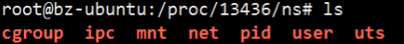 root@bz-ubuntu:/proc/13436/ns# ls
cgroup ipc mnt net pid user uts